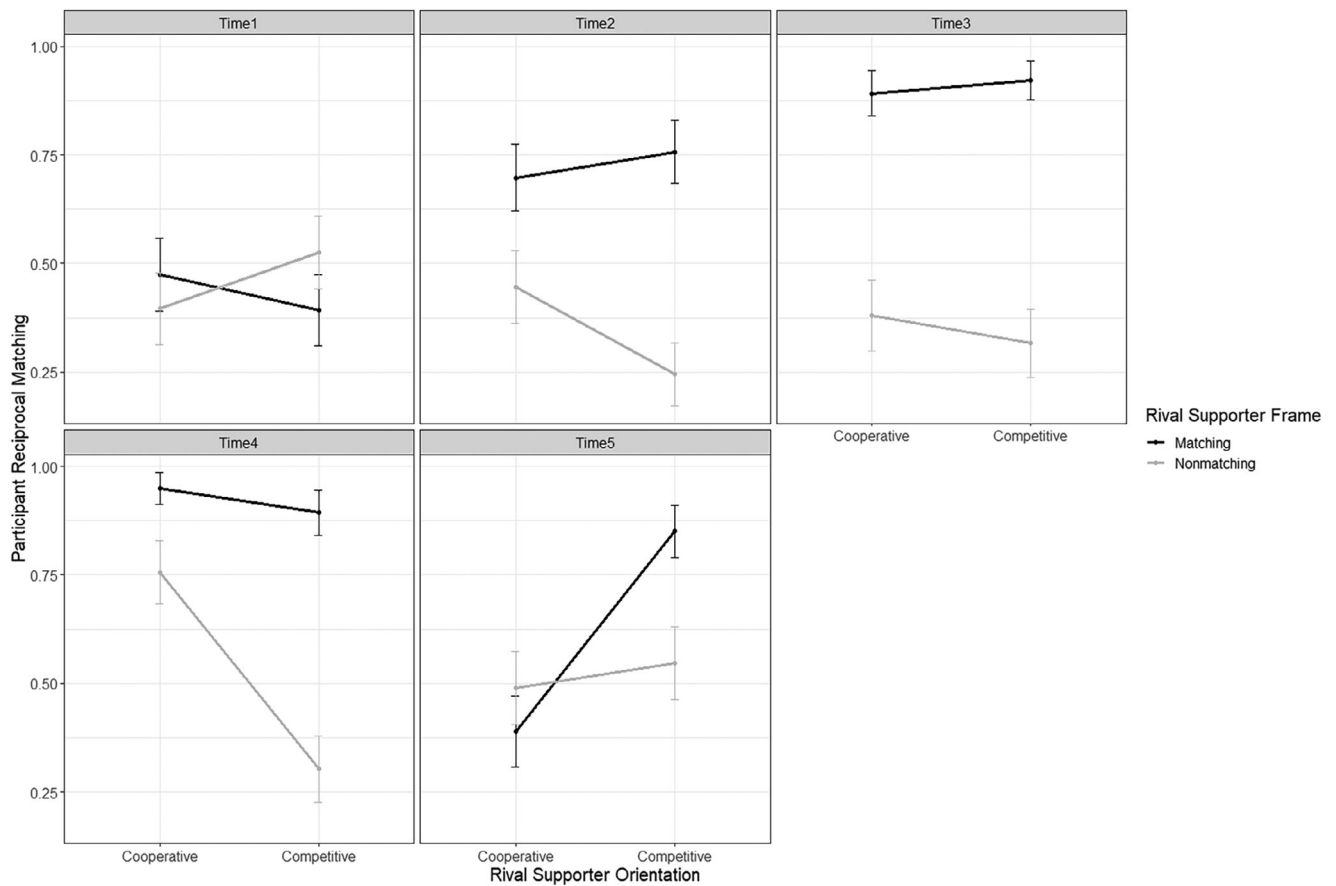 Time1
Time2
Time3
1.00
0.75
0.50
0.25
Cooperative
Competitive
Time4
Time5
1.00
0.75
0.50
0.25
Cooperative
Competitive
Cooperative
Competitive
Participant Reciprocal Matching
Rival Supporter Orientation
Rival Supporter Frame
Matching
Nonmatching